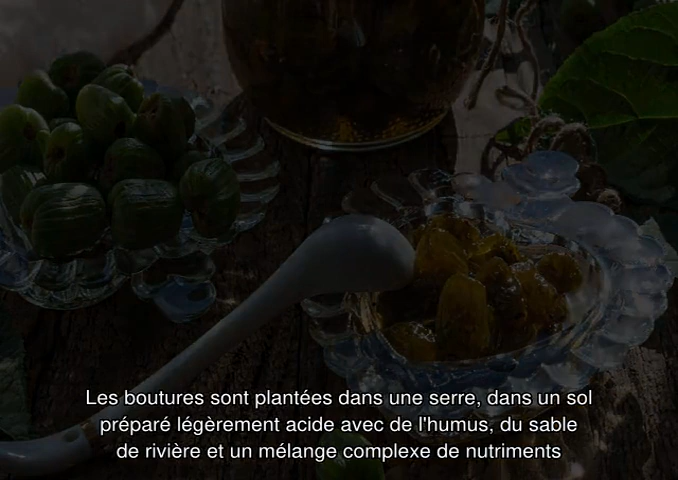 Les boutures sont plantées dans une serre, dans un sol
préparé légèrement acide avec de l'humus, du sable
de rivière et un mélange complexe de nutriments